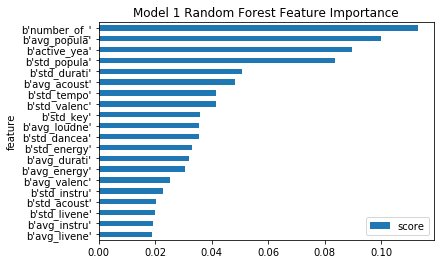 Model 1 Random Forest Feature Importance
b'number_of_'
b'avg_popula'
b'active_yea'
b'std_popula'
b'std_durati'
b'avg_acoust'
b'std_tempo'
b'std_valenc'
b'std_key'
b'avg_loudne'
b'std_dancea'
b'std_energy'
b'avg_durati'
b'avg_energy'
b'avg_valenc'
b'std_instru'
b'std_acoust'
b'std_livene'
b'avg_instru'
b'avg_livene'
feature
score
0.00 0.02 0.04 0.06 0.08 0.10